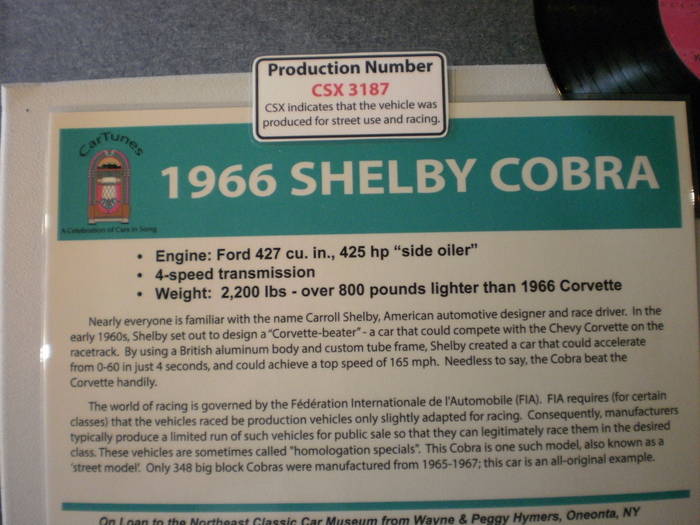 Production Number
CSX 3187
CSX indicates that the vehicle was
produced for street use and racing.
CarTunes
A Celebration of Cars in Song
1966 SHELBY COBRA
• Engine: Ford 427 cu. in., 425 hp “side oiler”
• 4-speed transmission
• Weight: 2,200 lbs - over 800 pounds lighter than 1966 Corvette
Nearly everyone is familiar with the name Carroll Shelby, American automotive designer and race driver. In the
early 1960s, Shelby set out to design a “Corvette-beater” - a car that could compete with the Chevy Corvette on the
racetrack. By using a British aluminum body and custom tube frame, Shelby created a car that could accelerate
from 0-60 in just 4 seconds, and could achieve a top speed of 165 mph. Needless to say, the Cobra beat the
Corvette handily.
The world of racing is governed by the Fédération Internationale de l'Automobile (FIA). FIA requires (for certain
classes) that the vehicles raced be production vehicles only slightly adapted for racing. Consequently, manufacturers
typically produce a limited run of such vehicles for public sale so that they can legitimately race them in the desired
class. These vehicles are sometimes called "homologation specials". This Cobra is one such model, also known as a
'street model'. Only 348 big block Cobras were manufactured from 1965-1967; this car is an all-original example.
On Loan to the Northeast Classic Car Museum from Wayne & Peggy Hymers, Oneonta, NY